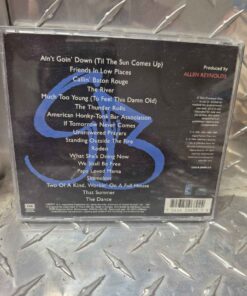 Ain't Goin' Down (Til The Sun Comes Up)
Friends In Low Places
Callin' Baton Rouge
The River
Much Too Young (To Feel This Damn Old)
The Thunder Rolls
American Honky-Tonk Bar Association
If Tomorrow Never Comes
Unanswered Prayers
Standing Outside The Fire
Rodeo
What She's Doing Now
We Shall Be Free
Papa Loved Mama
Shameless
Two Of A Kind, Workin' On A Full House
That Summer
The Dance
Produced by
ALLEN REYNOLDS